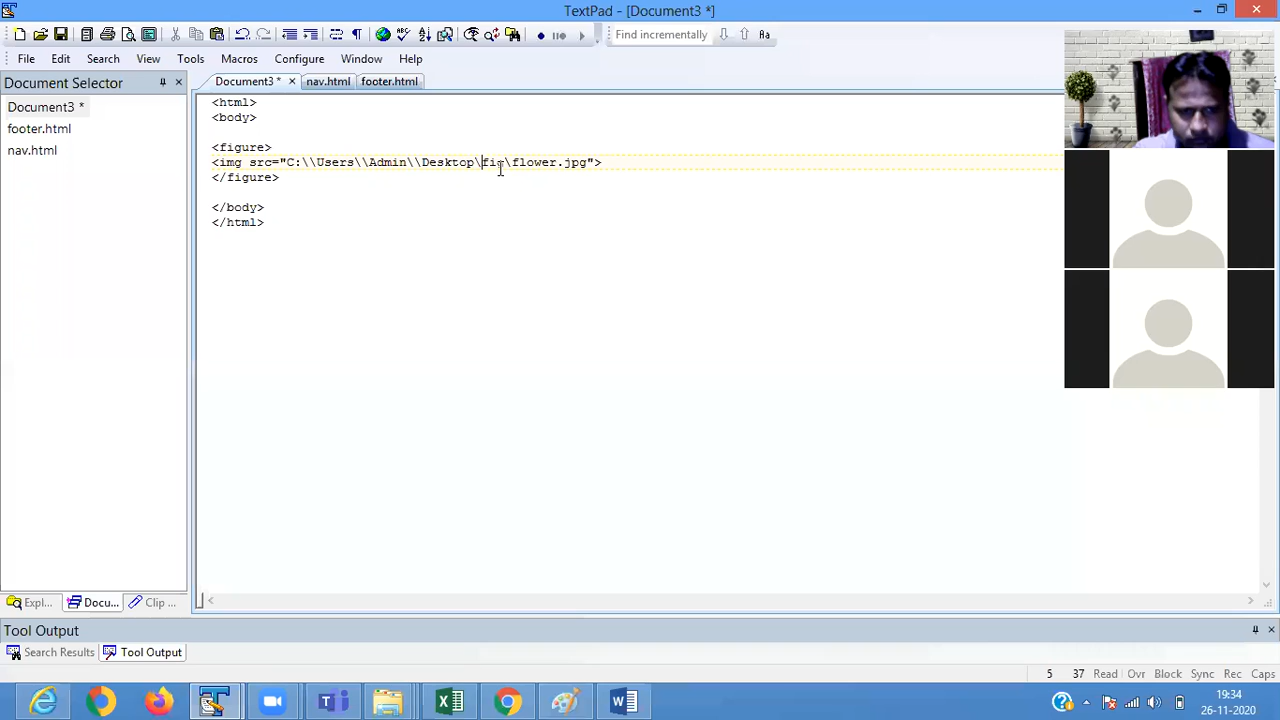 TextPad - [Document3 *]
Find incrementally
Aa
File Edit Search View Tools Macros Configure Window Help
Document Selector
Document3 * nav.html footer.html
Document3 *
footer.html
nav.html
<html>
<body>
<figure>
<img src="C:\\Users\\Admin\\Desktop\fi\flower.jpg">
</figure>
</body>
</html>
Expl... Docu... Clip ...
Tool Output
Search Results Tool Output
5 37 Read Ovr Block Sync Rec Caps
19:34
26-11-2020